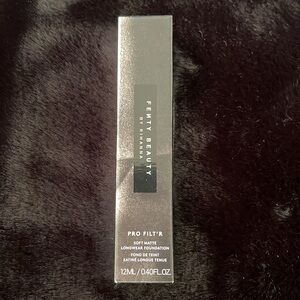 FENTY BEAUTY
BY RIHANNA
PRO FILT'R
SOFT MATTE
LONGWEAR FOUNDATION
FOND DE TEINT
SATINÉ LONGUE TENUE
12ML / 0.40FL.OZ.